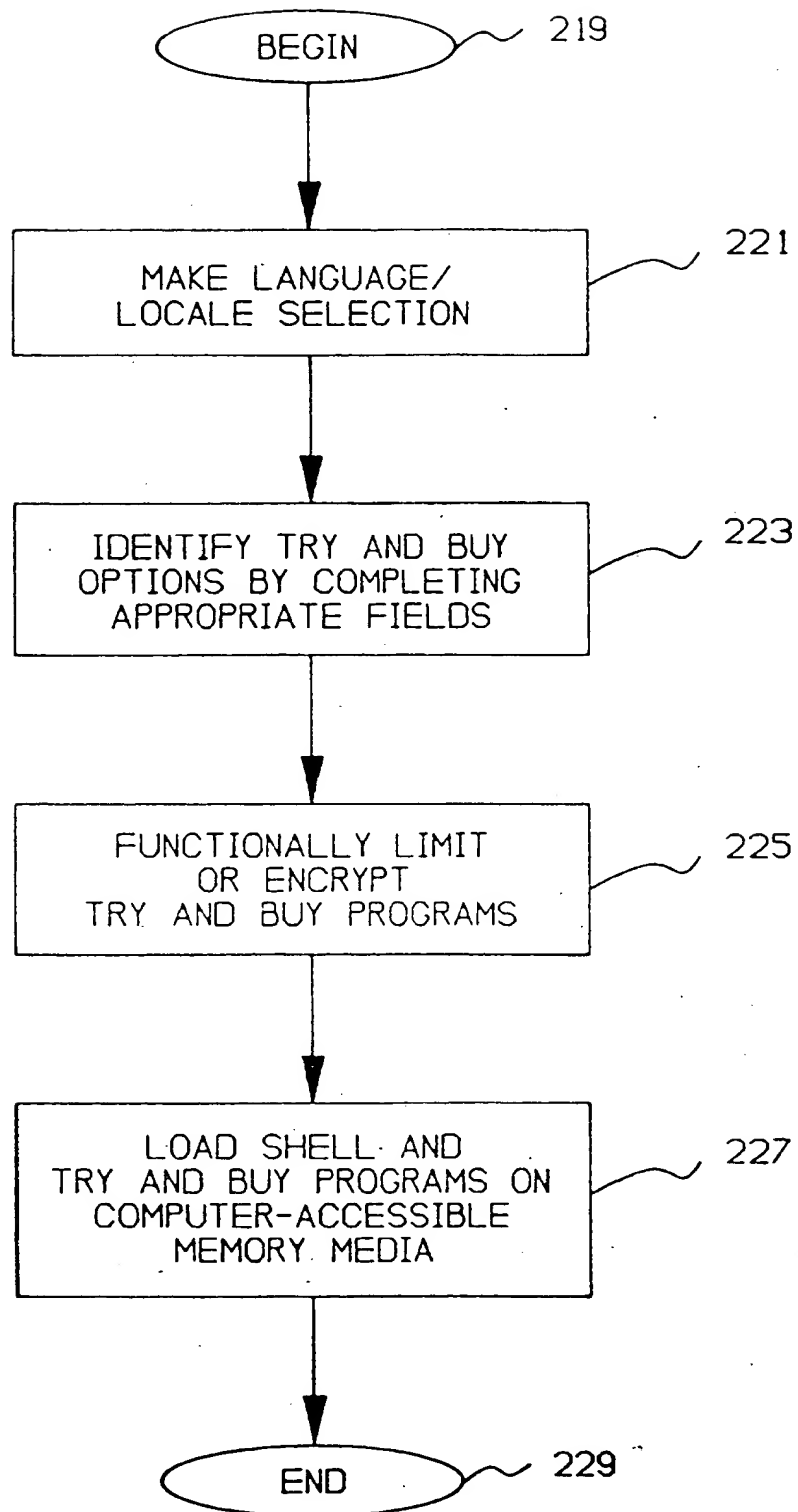 BEGIN
219
MAKE LANGUAGE/
LOCALE SELECTION
221
IDENTIFY TRY AND BUY
OPTIONS BY COMPLETING
APPROPRIATE FIELDS
223
FUNCTIONALLY LIMIT
OR ENCRYPT
TRY AND BUY PROGRAMS
225
LOAD SHELL AND
TRY AND BUY PROGRAMS ON
COMPUTER-ACCESSIBLE
MEMORY MEDIA
227
END
229